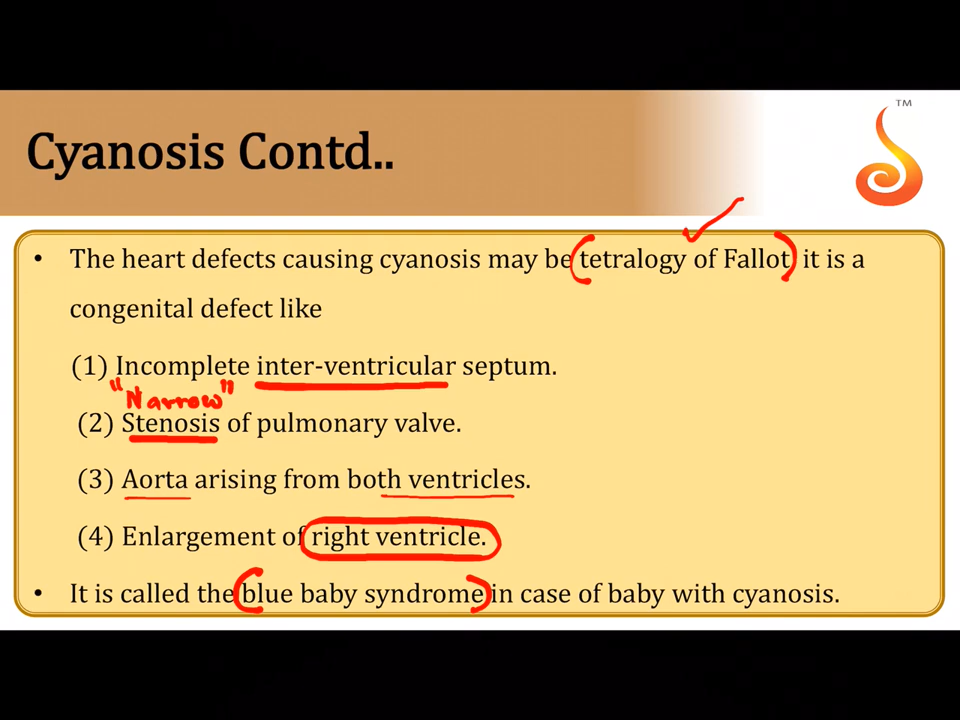 TM
Cyanosis Contd..
• The heart defects causing cyanosis may be tetralogy of Fallot, it is a
congenital defect like
(1) Incomplete inter-ventricular septum.
"Narrow"
(2) Stenosis of pulmonary valve.
(3) Aorta arising from both ventricles.
(4) Enlargement of right ventricle.
• It is called the blue baby syndrome in case of baby with cyanosis.